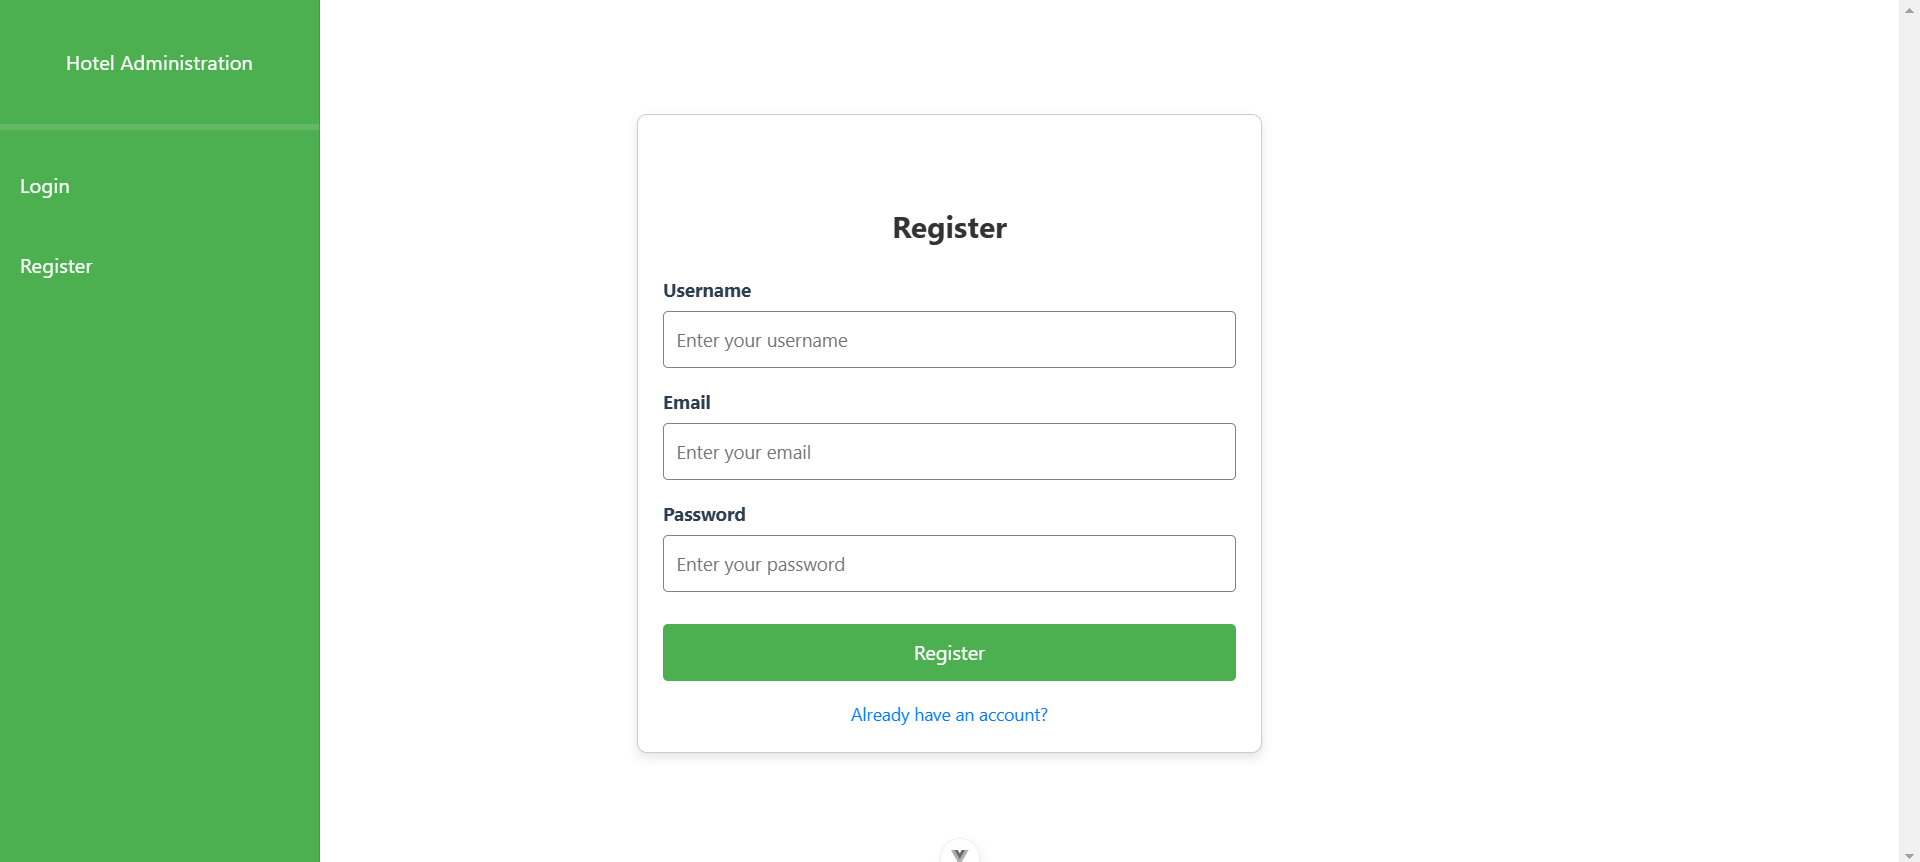 Hotel Administration
Login
Register
Register
Username
Enter your username
Email
Enter your email
Password
Enter your password
Register
Already have an account?